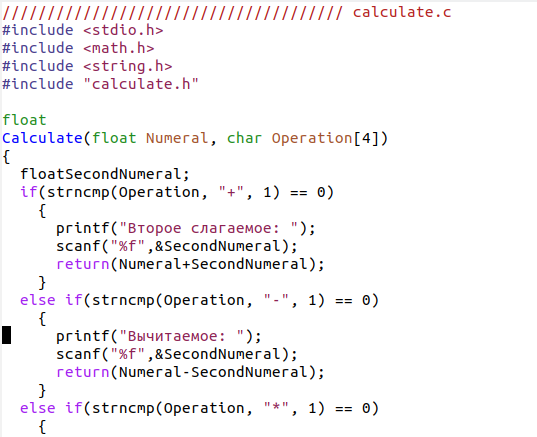 ////////////////////////////////////// calculate.c
#include <stdio.h>
#include <math.h>
#include <string.h>
#include "calculate.h"

float
Calculate(float Numeral, char Operation[4])
{
  floatSecondNumeral;
  if(strncmp(Operation, "+", 1) == 0)
    {
      printf("Второе слагаемое: ");
      scanf("%f",&SecondNumeral);
      return(Numeral+SecondNumeral);
    }
  else if(strncmp(Operation, "-", 1) == 0)
    {
      printf("Вычитаемое: ");
      scanf("%f",&SecondNumeral);
      return(Numeral-SecondNumeral);
    }
  else if(strncmp(Operation, "*", 1) == 0)
    {